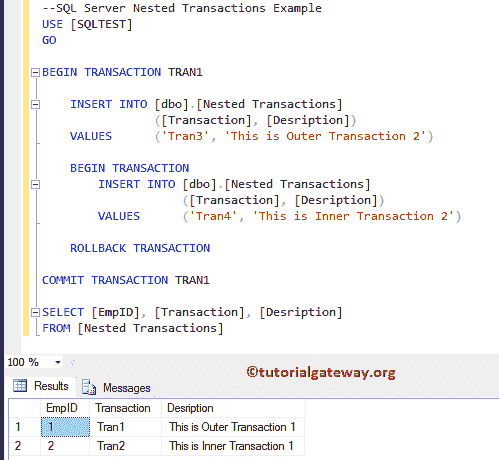 --SQL Server Nested Transactions Example
USE [SQLTEST]
GO
BEGIN TRANSACTION TRAN1
INSERT INTO [dbo].[Nested Transactions]
([Transaction], [Desription])
VALUES ('Tran3', 'This is Outer Transaction 2')
BEGIN TRANSACTION
INSERT INTO [dbo].[Nested Transactions]
([Transaction], [Desription])
VALUES ('Tran4', 'This is Inner Transaction 2')
ROLLBACK TRANSACTION
COMMIT TRANSACTION TRAN1
SELECT [EmpID], [Transaction], [Desription]
FROM [Nested Transactions]
100 %
©tutorialgateway.org
Results Messages
EmpID Transaction Desription
1 1 Tran1 This is Outer Transaction 1
2 2 Tran2 This is Inner Transaction 1